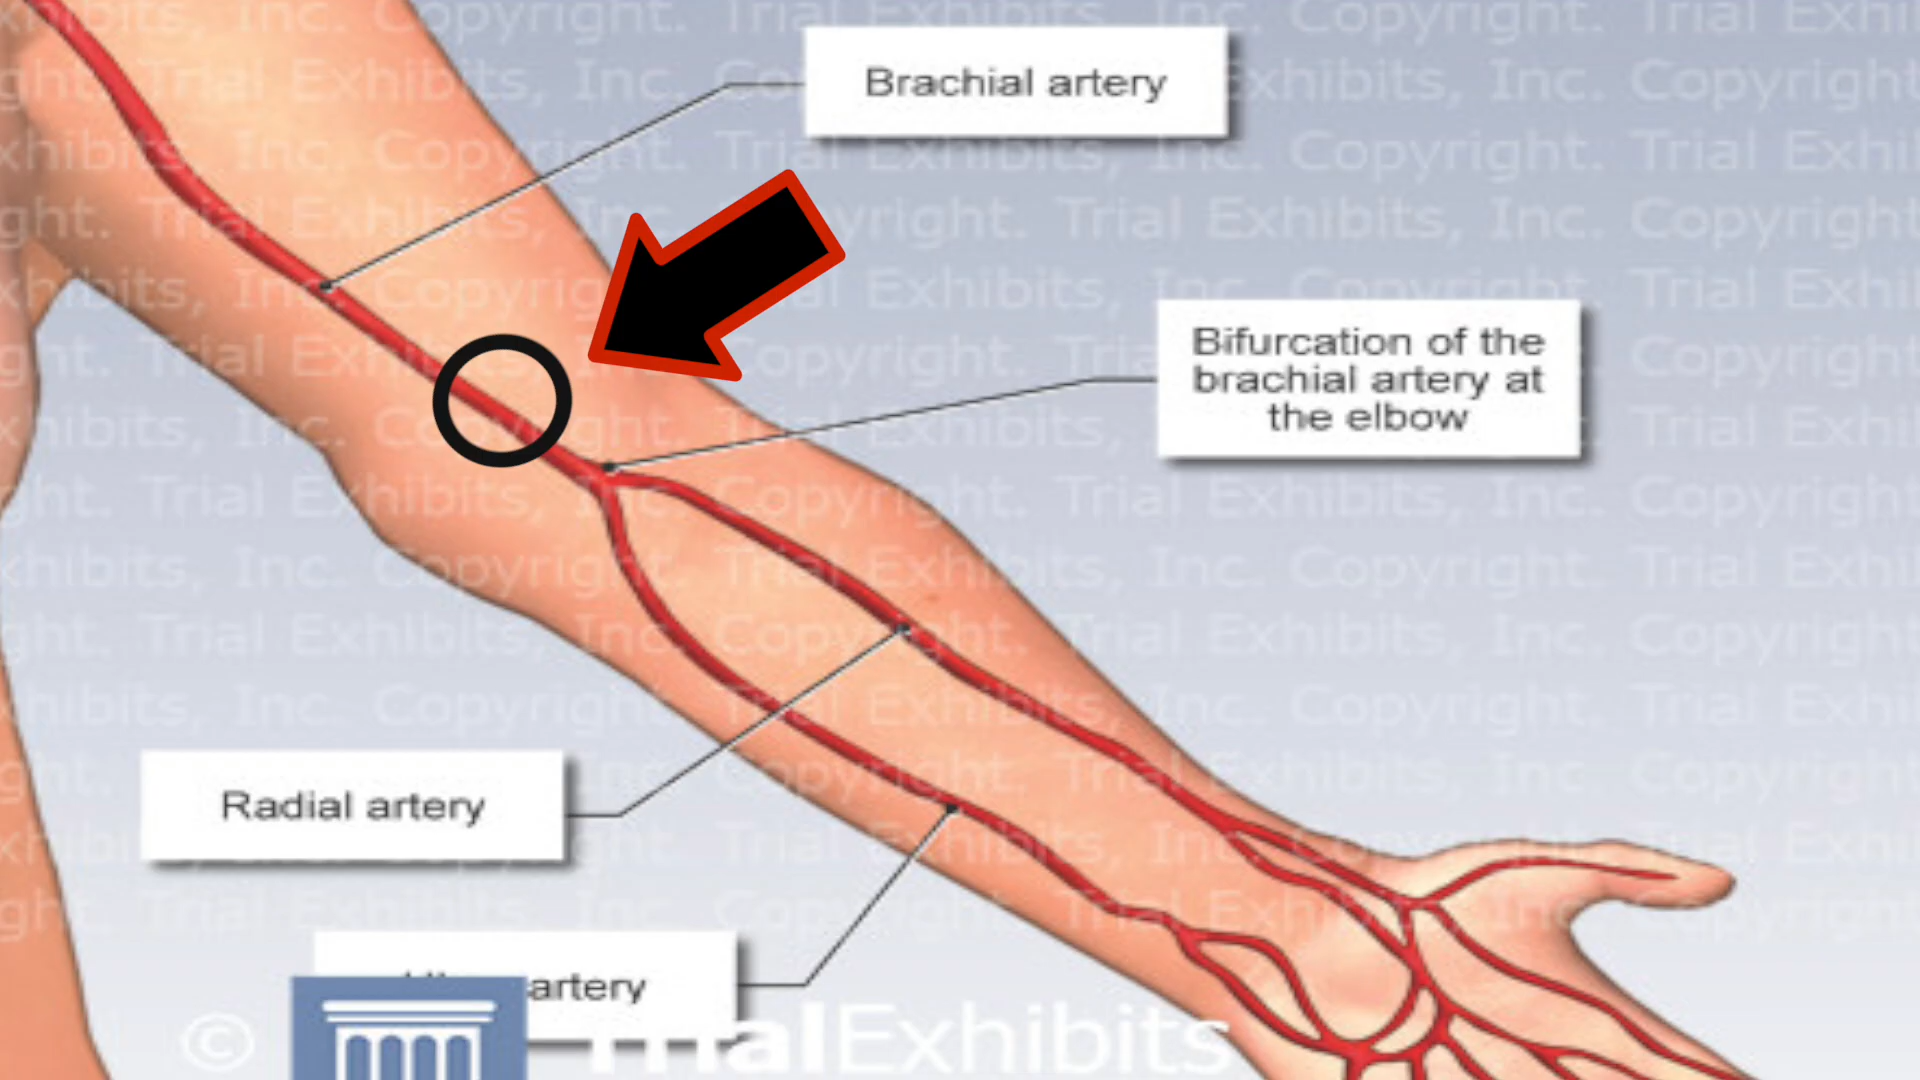 Brachial artery
Bifurcation of the
brachial artery at
the elbow
Radial artery
artery
© TrialExhibits